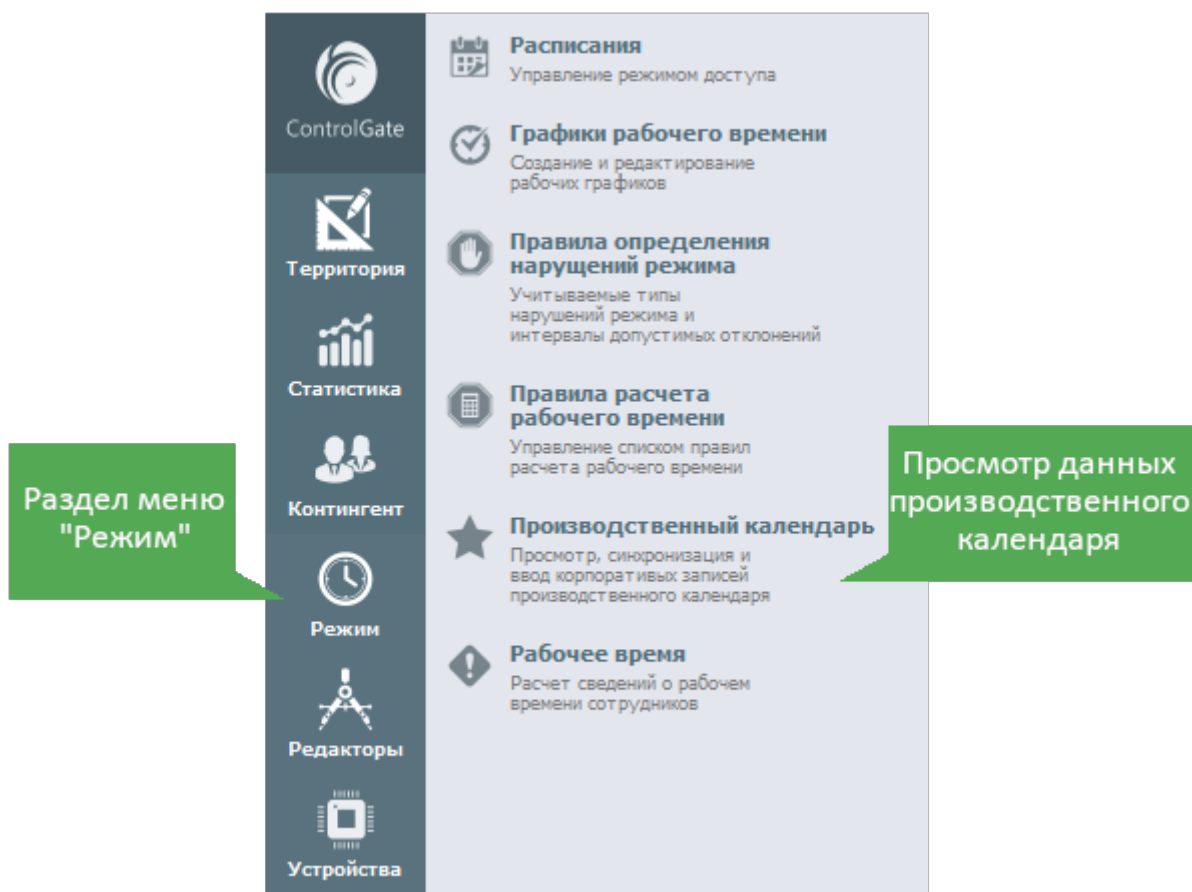 ControlGate
Территория
Статистика
Контингент
Режим
Редакторы
Устройства
Расписания
Управление режимом доступа
Графики рабочего времени
Создание и редактирование
рабочих графиков
Правила определения
нарущений режима
Учитываемые типы
нарушений режима и
интервалы допустимых отклонений
Правила расчета
рабочего времени
Управление списком правил
расчета рабочего времени
Производственный календарь
Просмотр, синхронизация и
ввод корпоративных записей
производственного календаря
Рабочее время
Расчет сведений о рабочем
времени сотрудников
Раздел меню
"Режим"
Просмотр данных
производственного
календаря